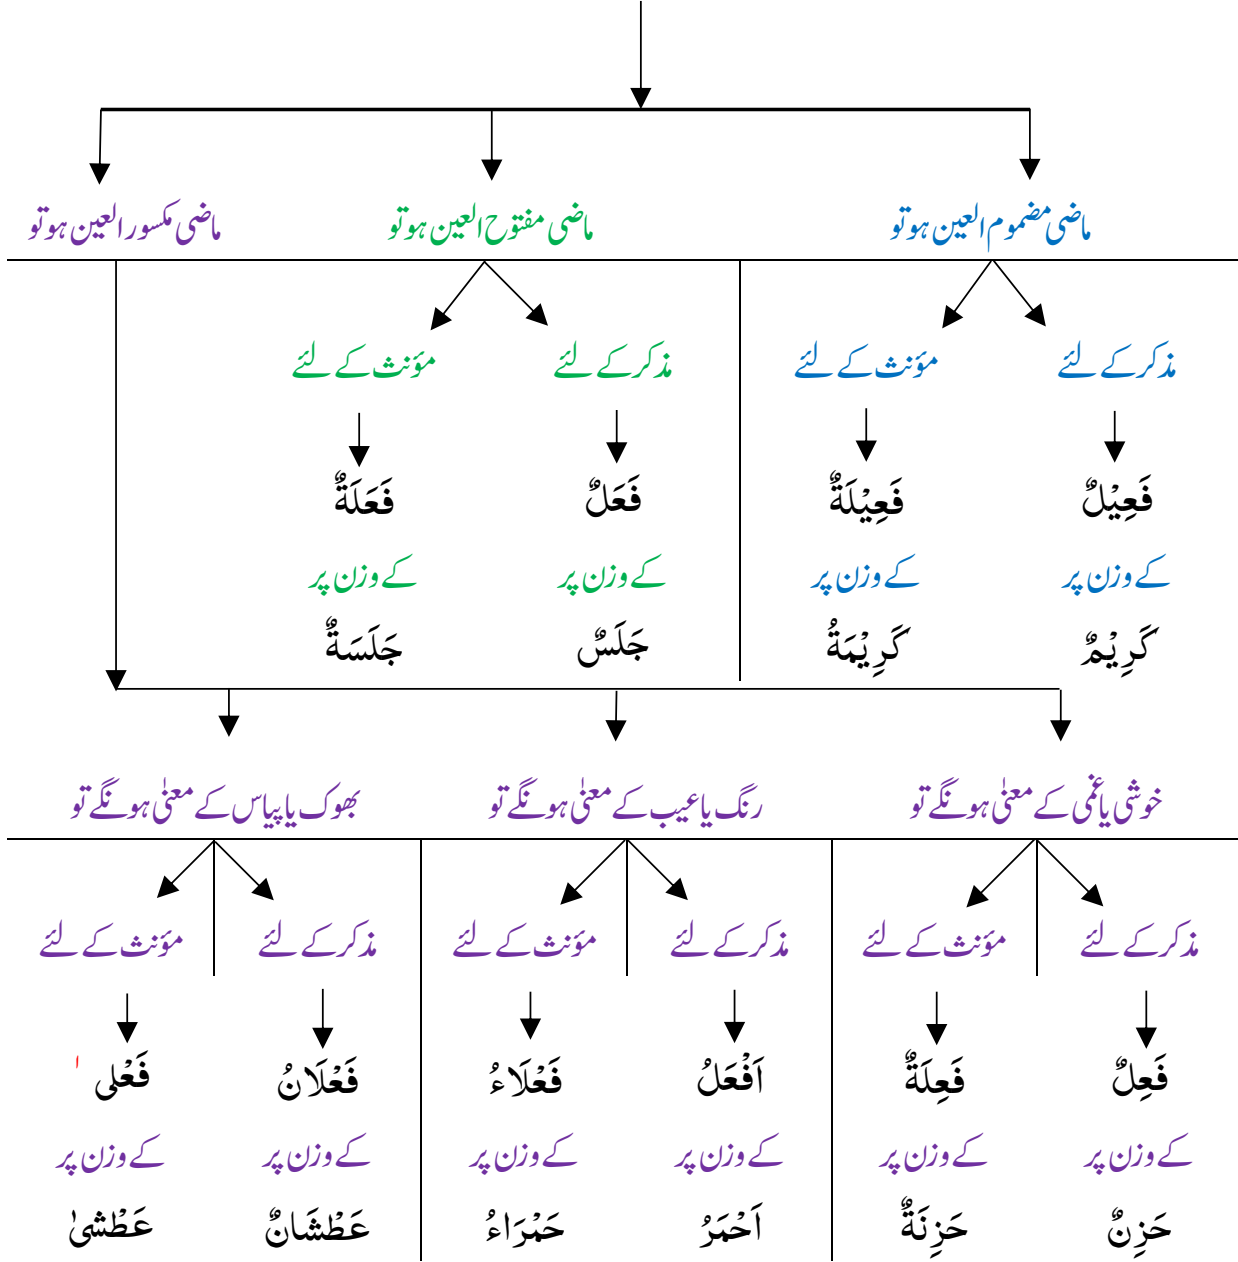 ماضی مضموم العین ہو تو ماضی مفتوح العین ہو تو ماضی مکسور العین ہو تو
مذکر کے لئے مؤنث کے لئے مذکر کے لئے مؤنث کے لئے
فَعِيْلٌ فَعِيْلَةٌ فَعَلٌ فَعَلَةٌ
کے وزن پر کے وزن پر کے وزن پر کے وزن پر
كَرِيْمٌ كَرِيْمَةُ جَلَسٌ جَلَسَةٌ
خوشی یا غمی کے معنیٰ ہونگے تو رنگ یا عیب کے معنیٰ ہونگے تو بھوک یا پیاس کے معنیٰ ہونگے تو
مذکر کے لئے مؤنث کے لئے مذکر کے لئے مؤنث کے لئے مذکر کے لئے مؤنث کے لئے
فَعِلٌ فَعِلَةٌ اَفْعَلُ فَعْلَاءُ فَعْلَانُ فَعْلی ا
کے وزن پر کے وزن پر کے وزن پر کے وزن پر کے وزن پر کے وزن پر
حَزِنٌ حَزِنَةٌ اَحْمَرُ حَمْرَاءُ عَطْشَانٌ عَطْشیٰ